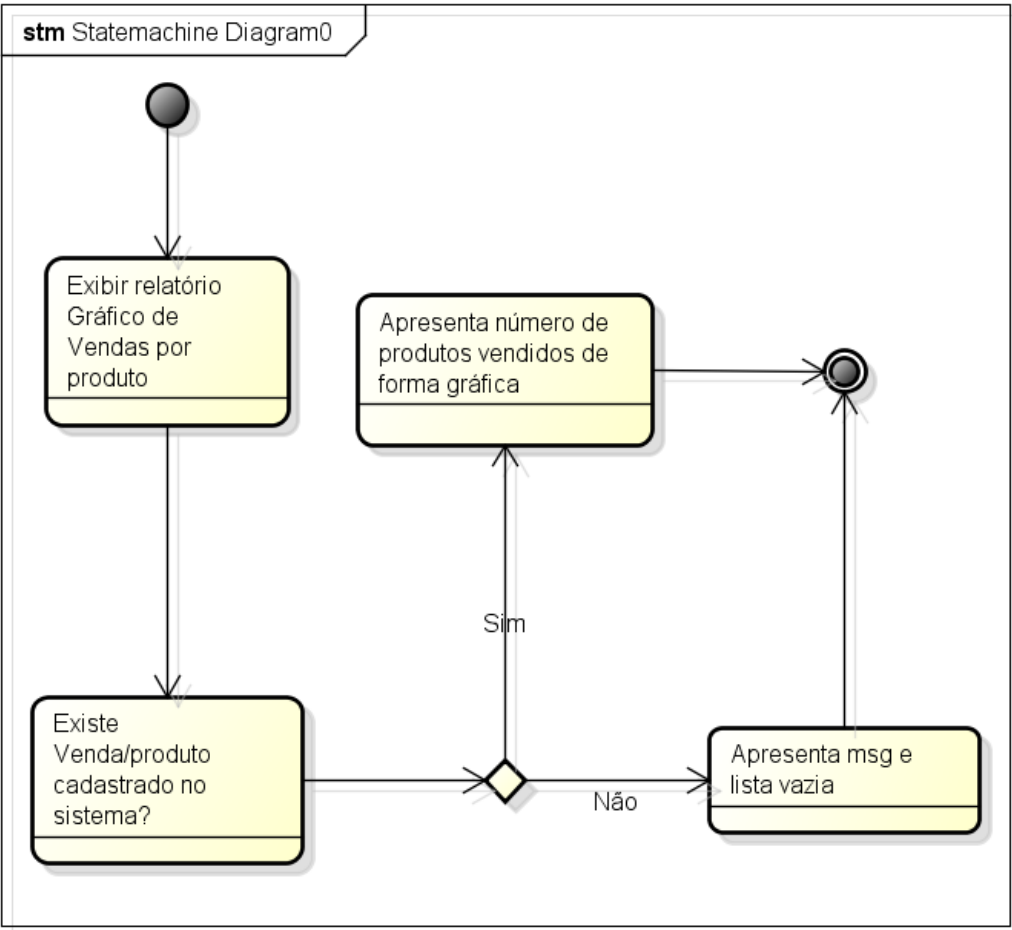 stm Statemachine Diagram0
Exibir relatório
Gráfico de
Vendas por
produto
Apresenta número de
produtos vendidos de
forma gráfica
Sim
Existe
Venda/produto
cadastrado no
sistema?
Não
Apresenta msg e
lista vazia